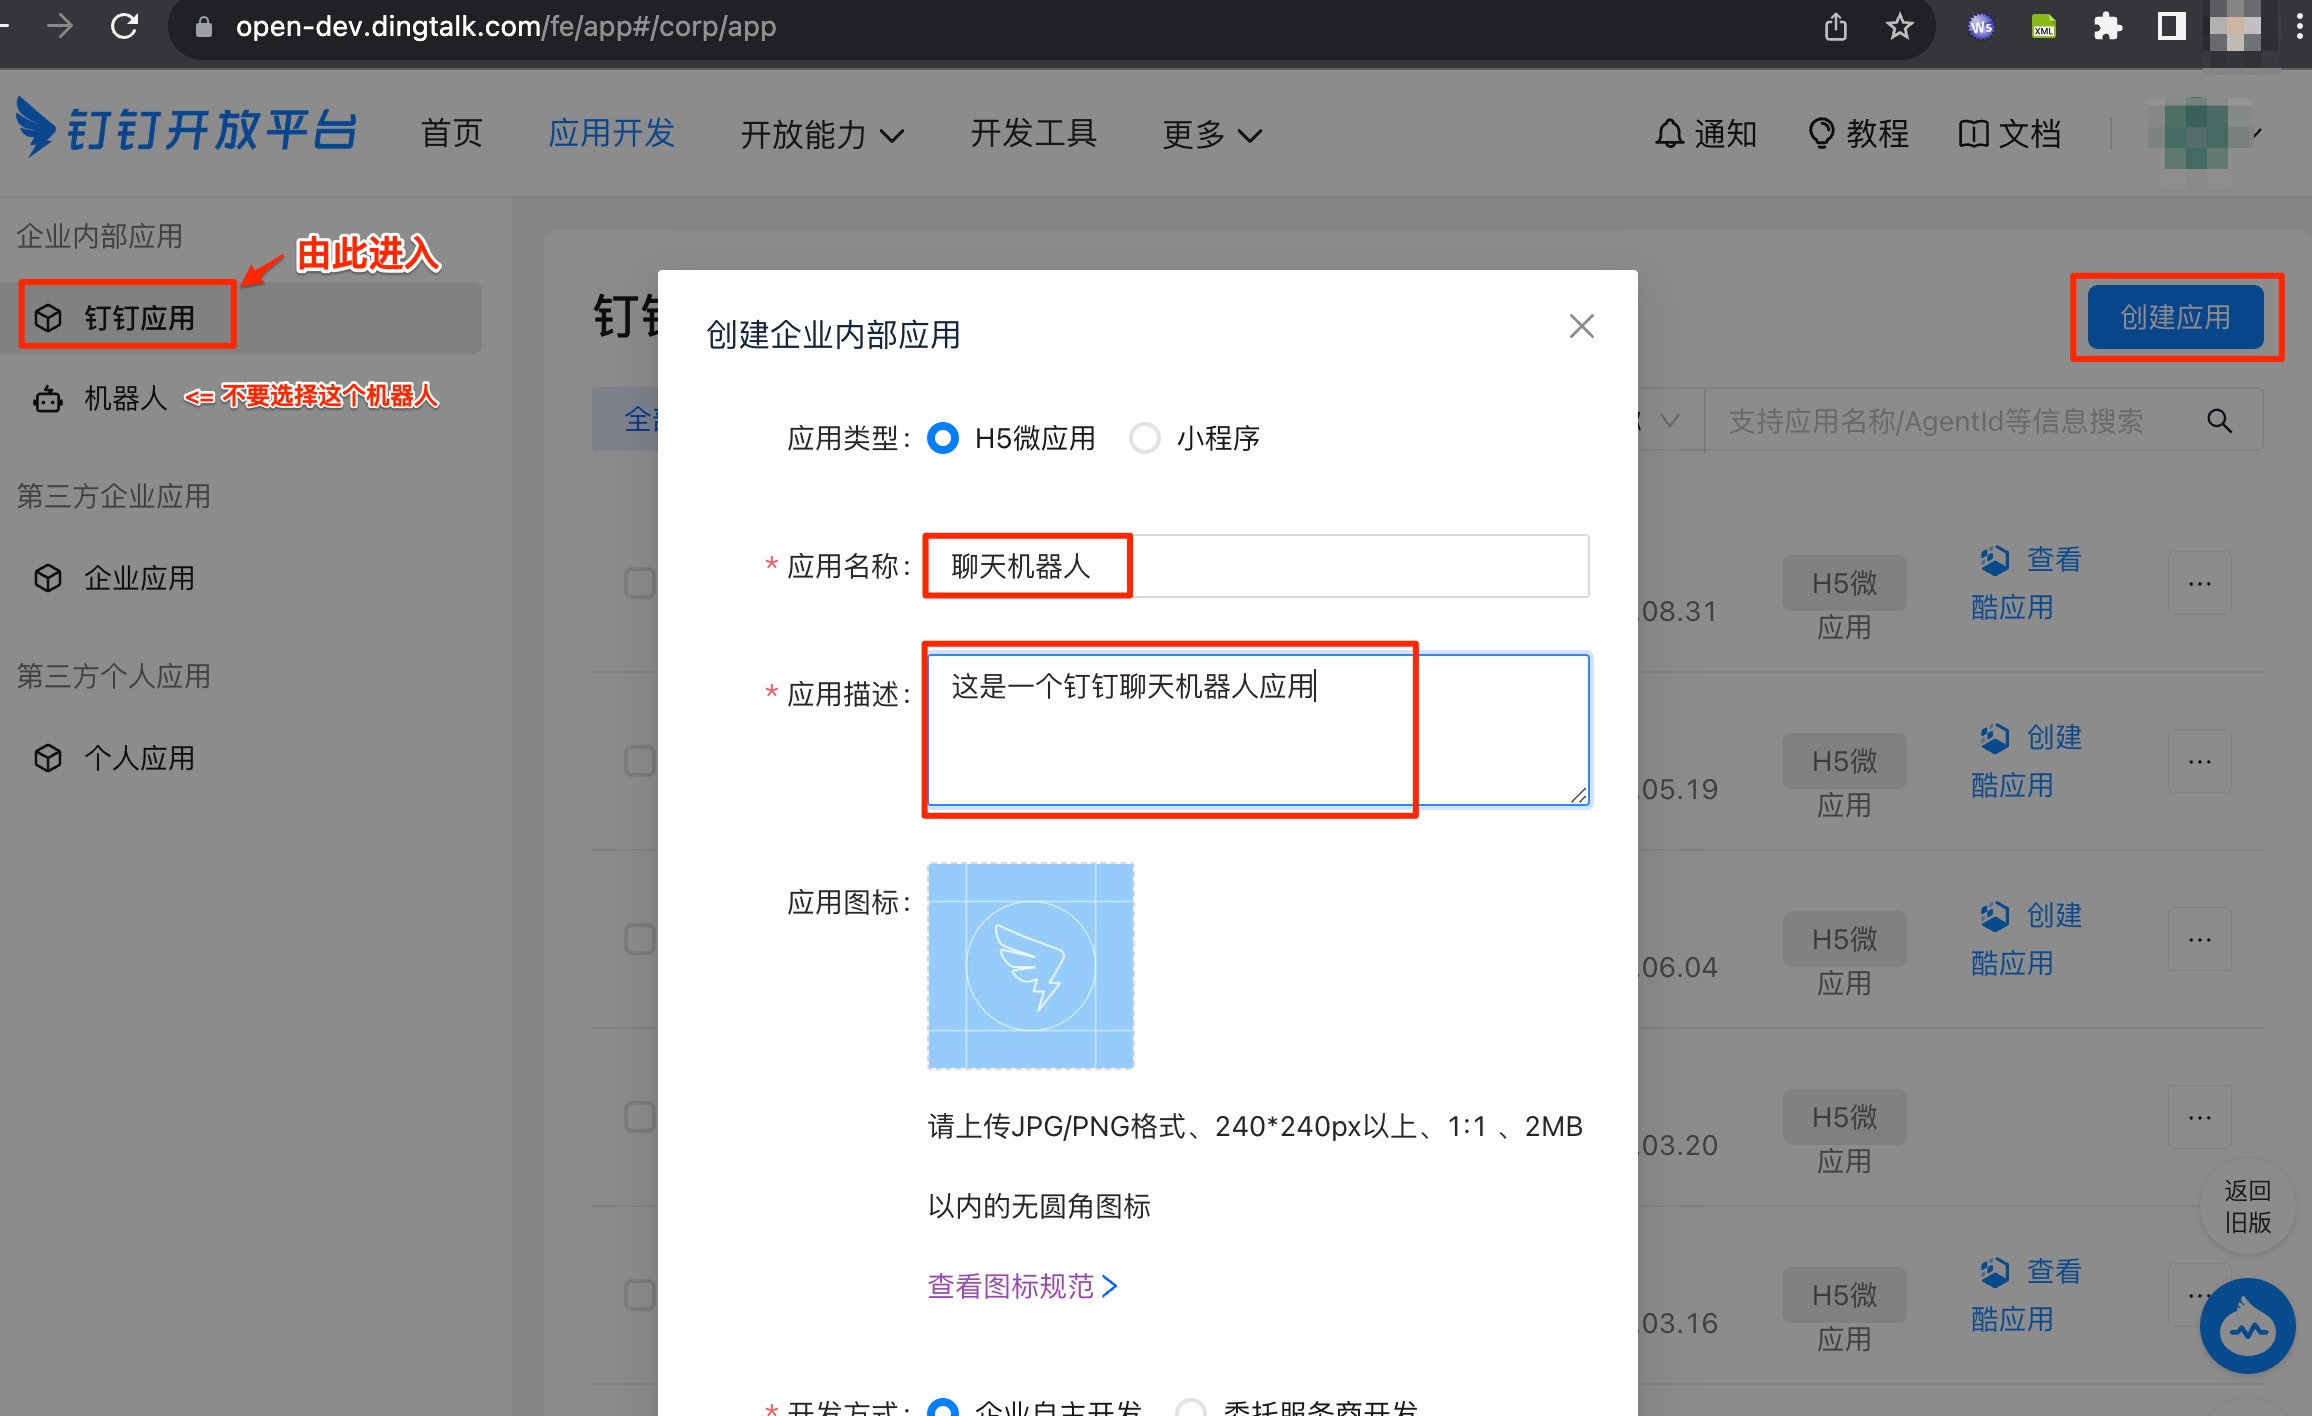 open-dev.dingtalk.com/fe/app#/corp/app
Ws
XML
钉钉开放平台
首页
应用开发
开放能力
开发工具
更多
通知
教程
文档
企业内部应用
由此进入
钉钉应用
机器人
<= 不要选择这个机器人
第三方企业应用
企业应用
第三方个人应用
个人应用
钉
创建应用
全
支持应用名称/AgentId等信息搜索
创建企业内部应用
应用类型:
H5微应用
小程序
* 应用名称:
聊天机器人
* 应用描述:
这是一个钉钉聊天机器人应用
应用图标:
请上传JPG/PNG格式、240*240px以上、1:1 、2MB
以内的无圆角图标
查看图标规范 >
* 开发方式:
企业自主开发
委托服务商开发
.08.31
H5微
应用
查看
酷应用
...
.05.19
H5微
应用
创建
酷应用
...
.06.04
H5微
应用
创建
酷应用
...
.03.20
H5微
应用
...
返回
旧版
.03.16
H5微
应用
查看
酷应用
...